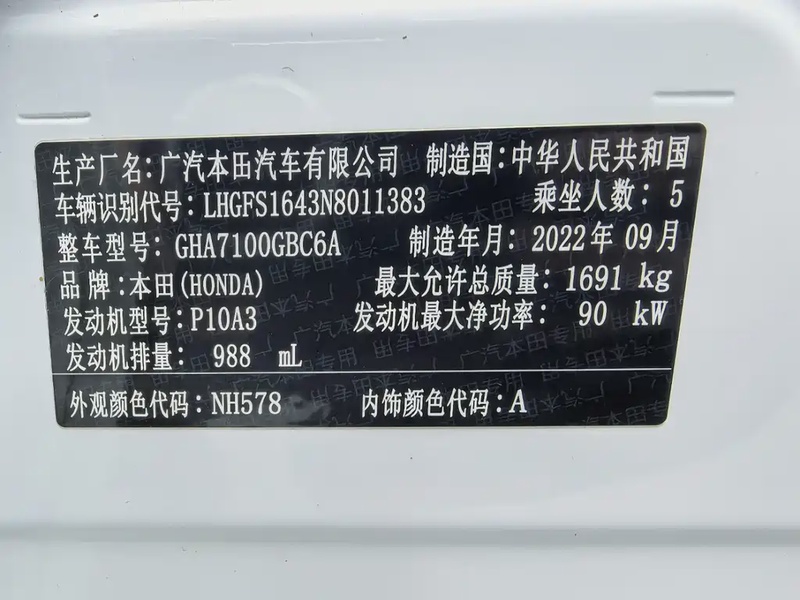 生产厂名:广汽本田汽车有限公司 制造国:中华人民共和国
车辆识别代号:LHGFS1643N8011383 乘坐人数:5
整车型号:GHA7100GBC6A 制造年月:2022年09月
品牌:本田(HONDA) 最大允许总质量:1691 kg
发动机型号:P10A3 发动机最大净功率: 90 kW
发动机排量: 988 mL
外观颜色代码:NH578 内饰颜色代码:A